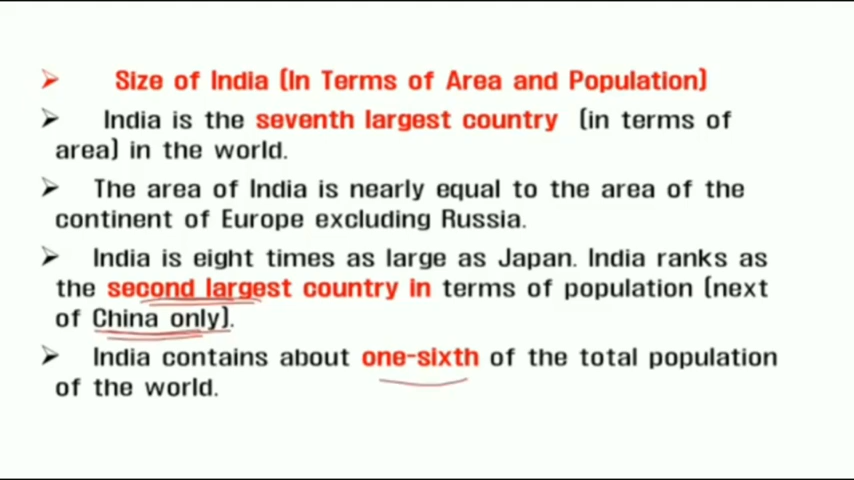 ➢ Size of India (In Terms of Area and Population)
➢ India is the seventh largest country (in terms of
area) in the world.
➢ The area of India is nearly equal to the area of the
continent of Europe excluding Russia.
➢ India is eight times as large as Japan. India ranks as
the second largest country in terms of population (next
of China only).
➢ India contains about one-sixth of the total population
of the world.